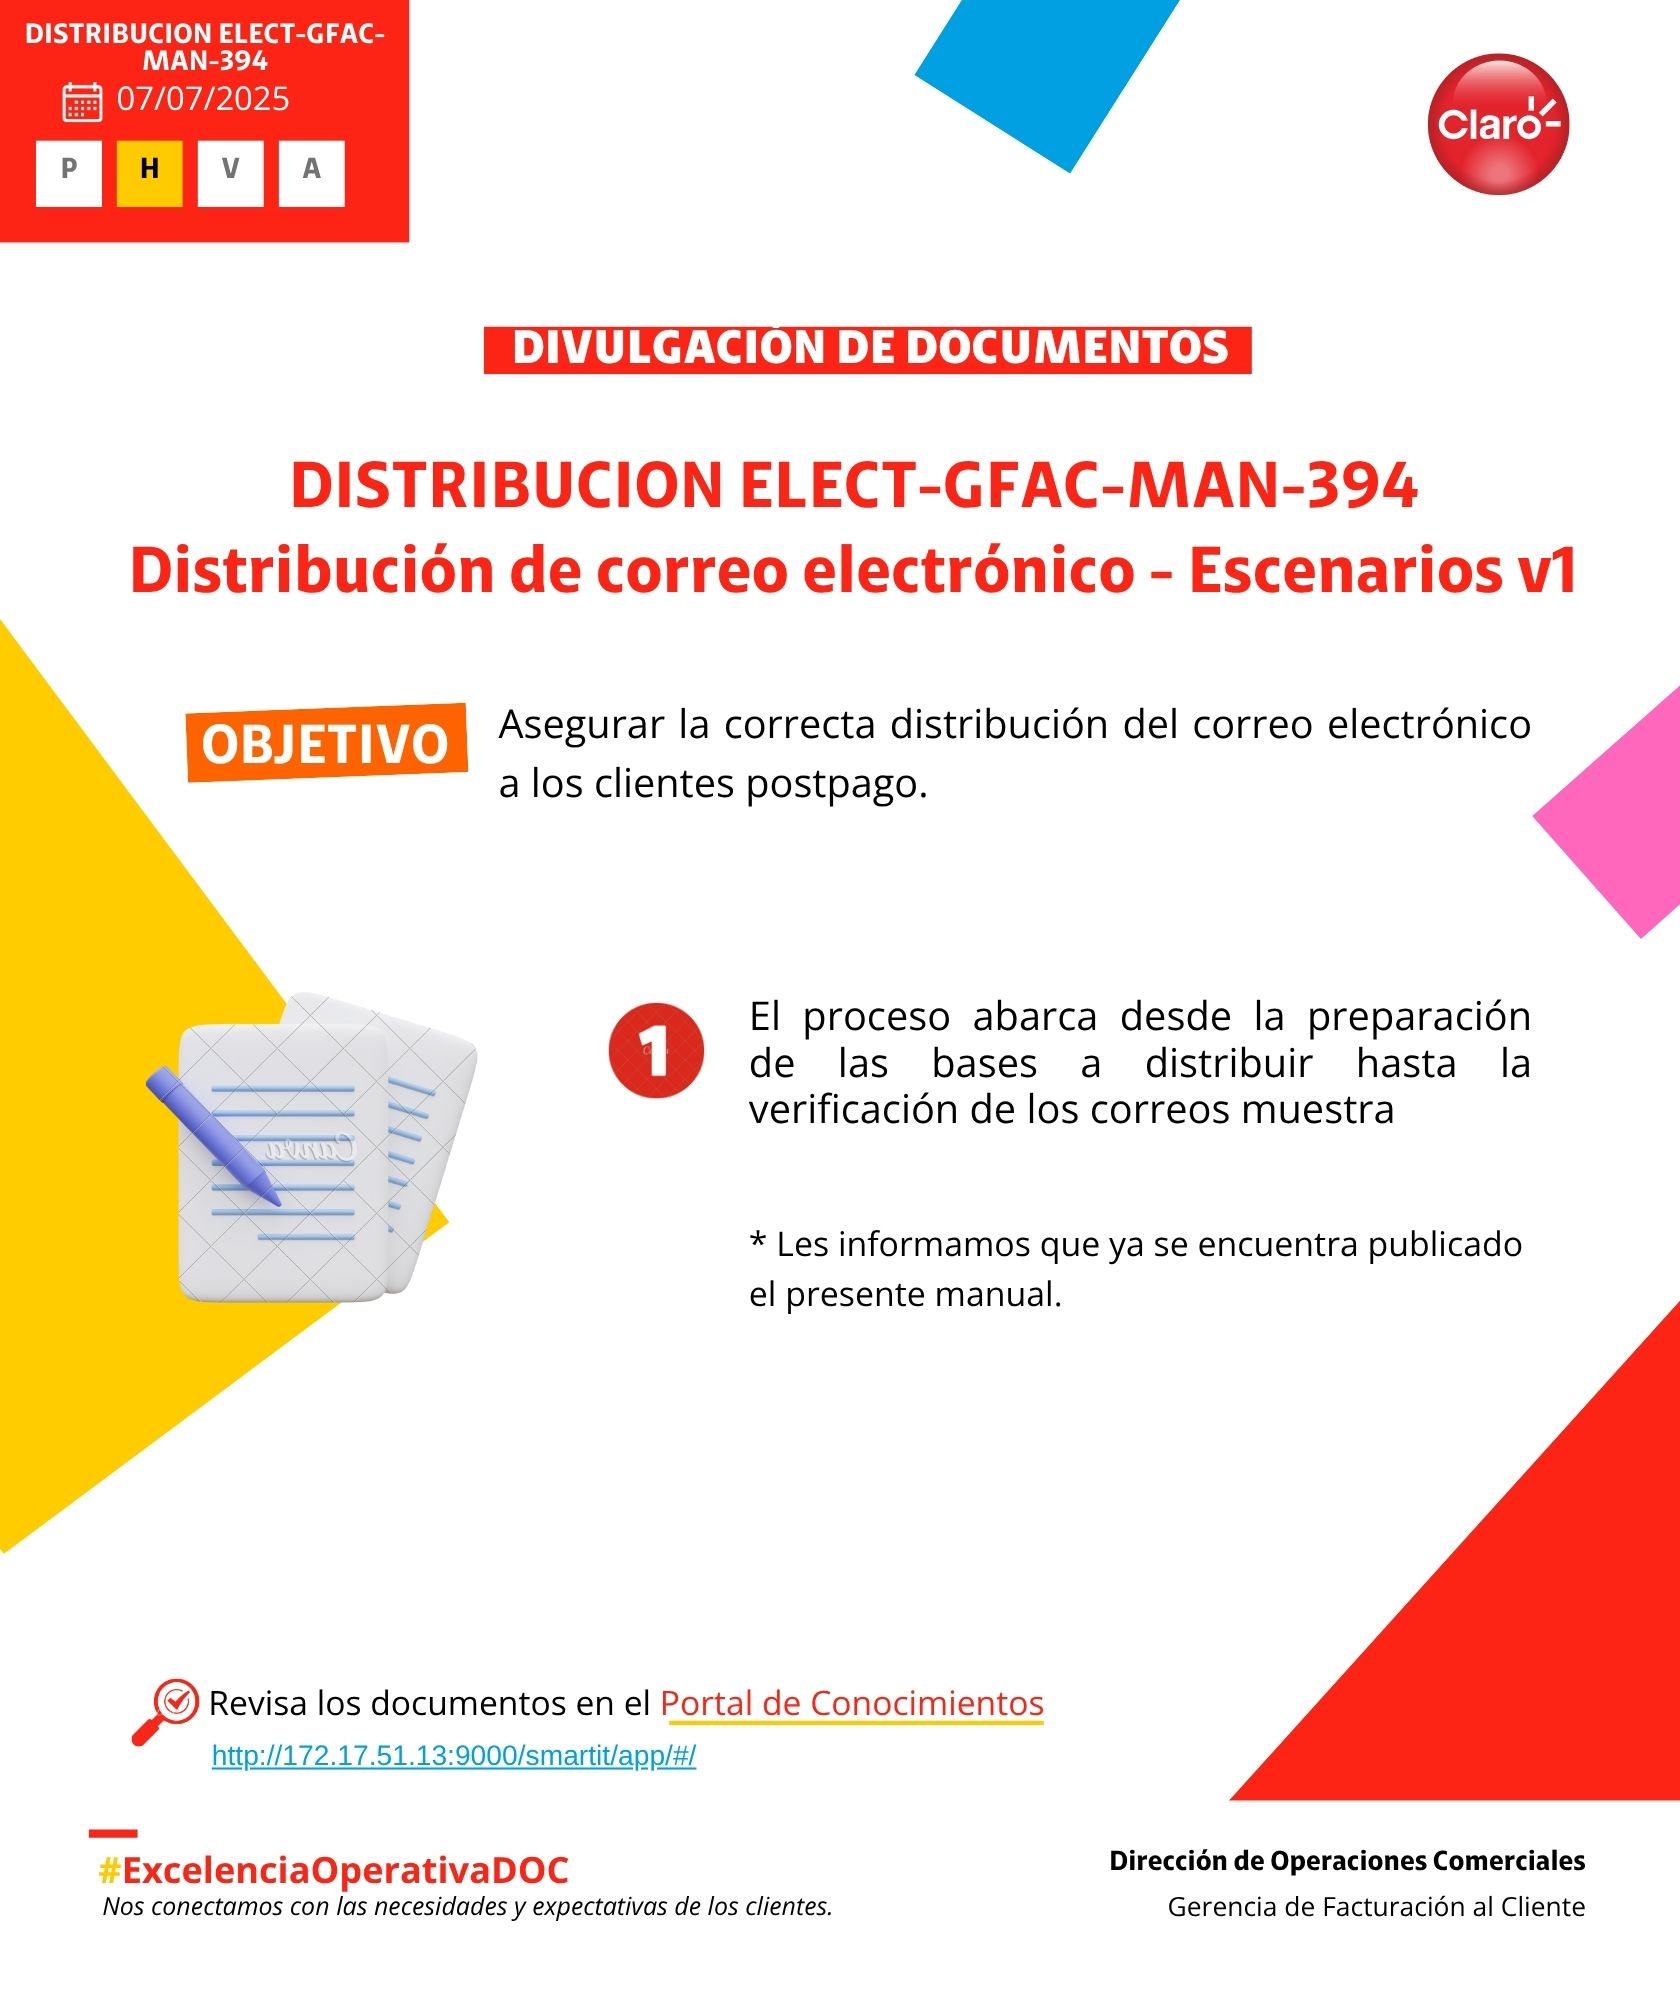 DISTRIBUCION ELECT-GFAC-
MAN-394
07/07/2025
P H V A
Claro
DIVULGACIÓN DE DOCUMENTOS
DISTRIBUCION ELECT-GFAC-MAN-394
Distribución de correo electrónico - Escenarios v1
OBJETIVO
Asegurar la correcta distribución del correo electrónico
a los clientes postpago.
1
El proceso abarca desde la preparación
de las bases a distribuir hasta la
verificación de los correos muestra
Canva
* Les informamos que ya se encuentra publicado
el presente manual.
Revisa los documentos en el Portal de Conocimientos
http://172.17.51.13:9000/smartit/app/#/
#ExcelenciaOperativaDOC
Nos conectamos con las necesidades y expectativas de los clientes.
Dirección de Operaciones Comerciales
Gerencia de Facturación al Cliente